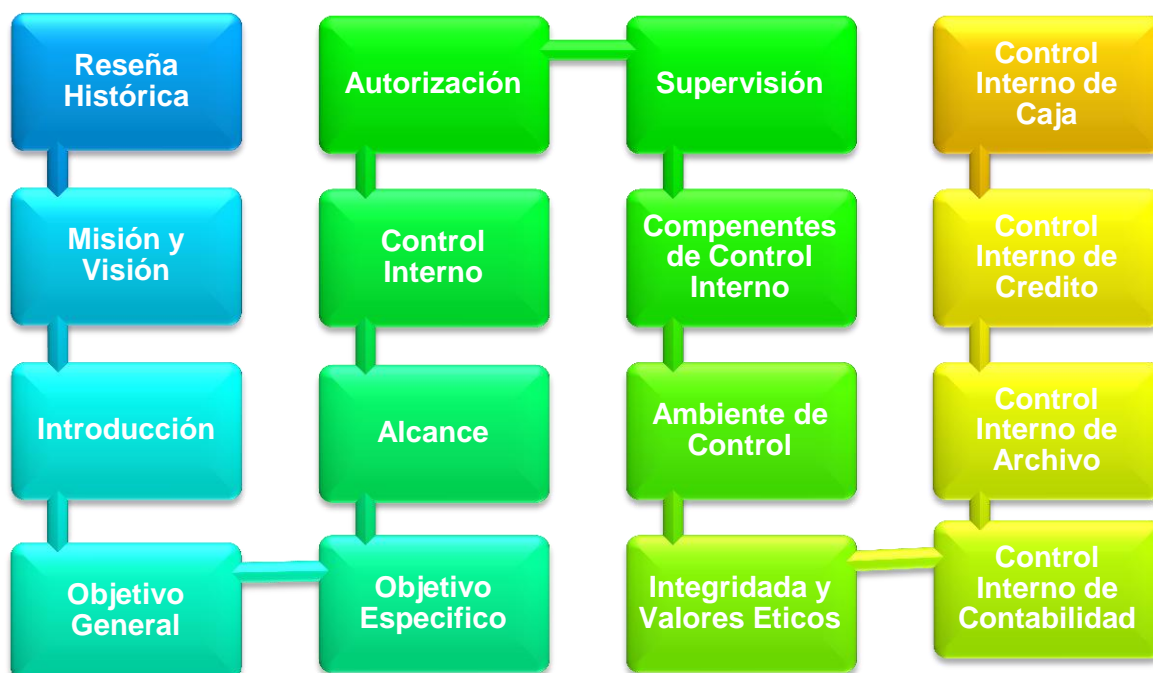 Reseña
Histórica
Misión y
Visión
Introducción
Objetivo
General
Objetivo
Especifico
Alcance
Control
Interno
Autorización
Supervisión
Compenentes
de Control
Interno
Ambiente de
Control
Integridada y
Valores Eticos
Control
Interno de
Contabilidad
Control
Interno de
Archivo
Control
Interno de
Credito
Control
Interno de
Caja